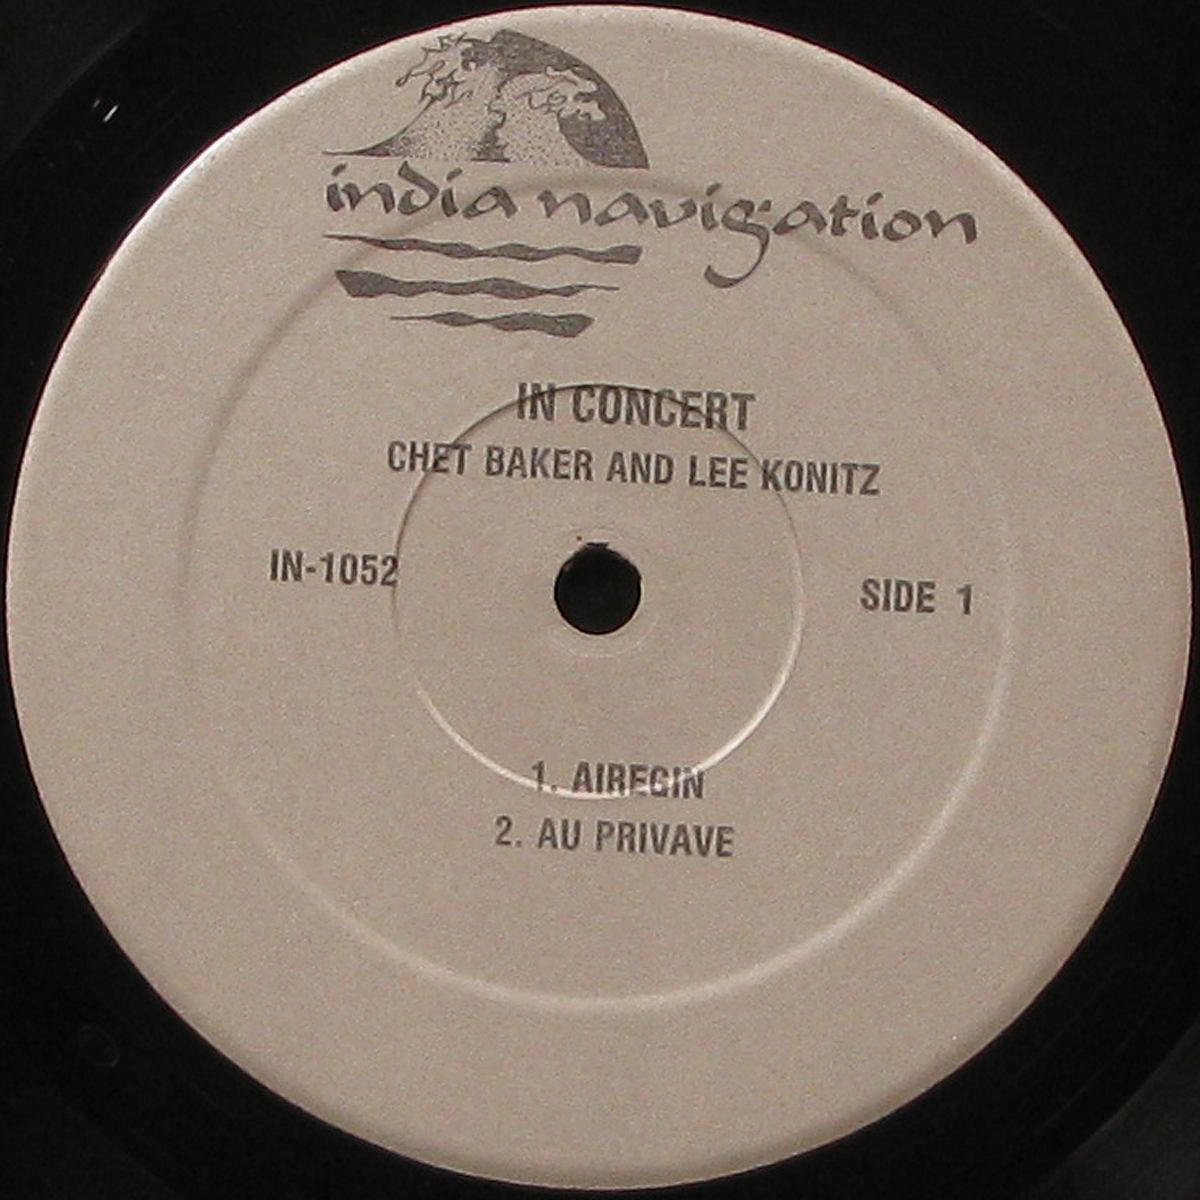 india navigation
IN CONCERT
CHET BAKER AND LEE KONITZ
IN-1052
SIDE 1
1. AIREGIN
2. AU PRIVAVE